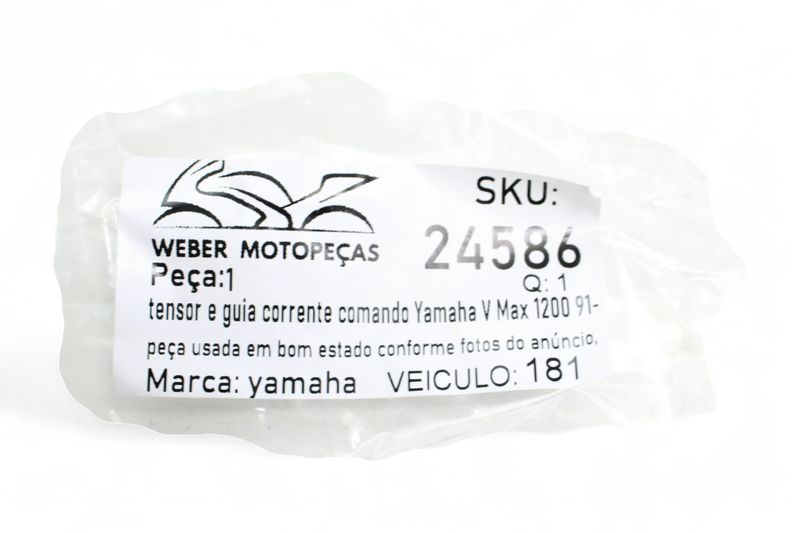 WEBER MOTOPEÇAS
SKU:
24586
Peça:1
Q: 1
tensor e guia corrente comando Yamaha V Max 1200 91-
peça usada em bom estado conforme fotos do anúncio,
Marca: yamaha VEICULO: 181